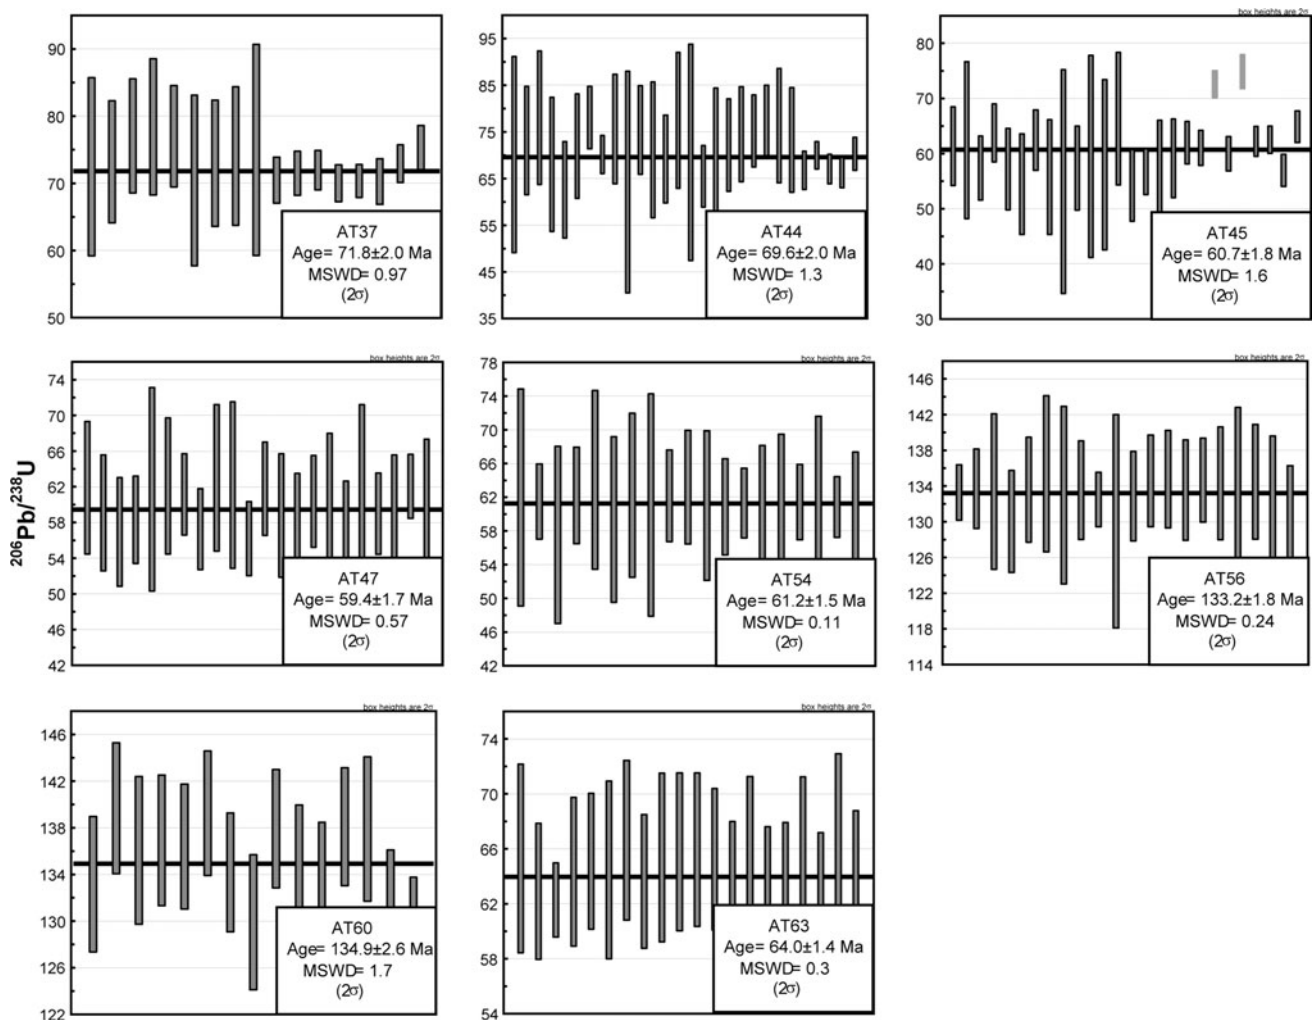 box heights are 2σ
90
80
70
60
50
AT37
Age= 71.8±2.0 Ma
MSWD= 0.97
(2σ)
95
85
75
65
55
45
35
AT44
Age= 69.6±2.0 Ma
MSWD= 1.3
(2σ)
80
70
60
50
40
30
AT45
Age= 60.7±1.8 Ma
MSWD= 1.6
(2σ)
206Pb/238U
box heights are 2σ
74
70
66
62
58
54
50
46
42
AT47
Age= 59.4±1.7 Ma
MSWD= 0.57
(2σ)
box heights are 2σ
78
74
70
66
62
58
54
50
46
42
AT54
Age= 61.2±1.5 Ma
MSWD= 0.11
(2σ)
box heights are 2σ
146
142
138
134
130
126
122
118
114
AT56
Age= 133.2±1.8 Ma
MSWD= 0.24
(2σ)
box heights are 2σ
146
142
138
134
130
126
122
AT60
Age= 134.9±2.6 Ma
MSWD= 1.7
(2σ)
box heights are 2σ
74
70
66
62
58
54
AT63
Age= 64.0±1.4 Ma
MSWD= 0.3
(2σ)